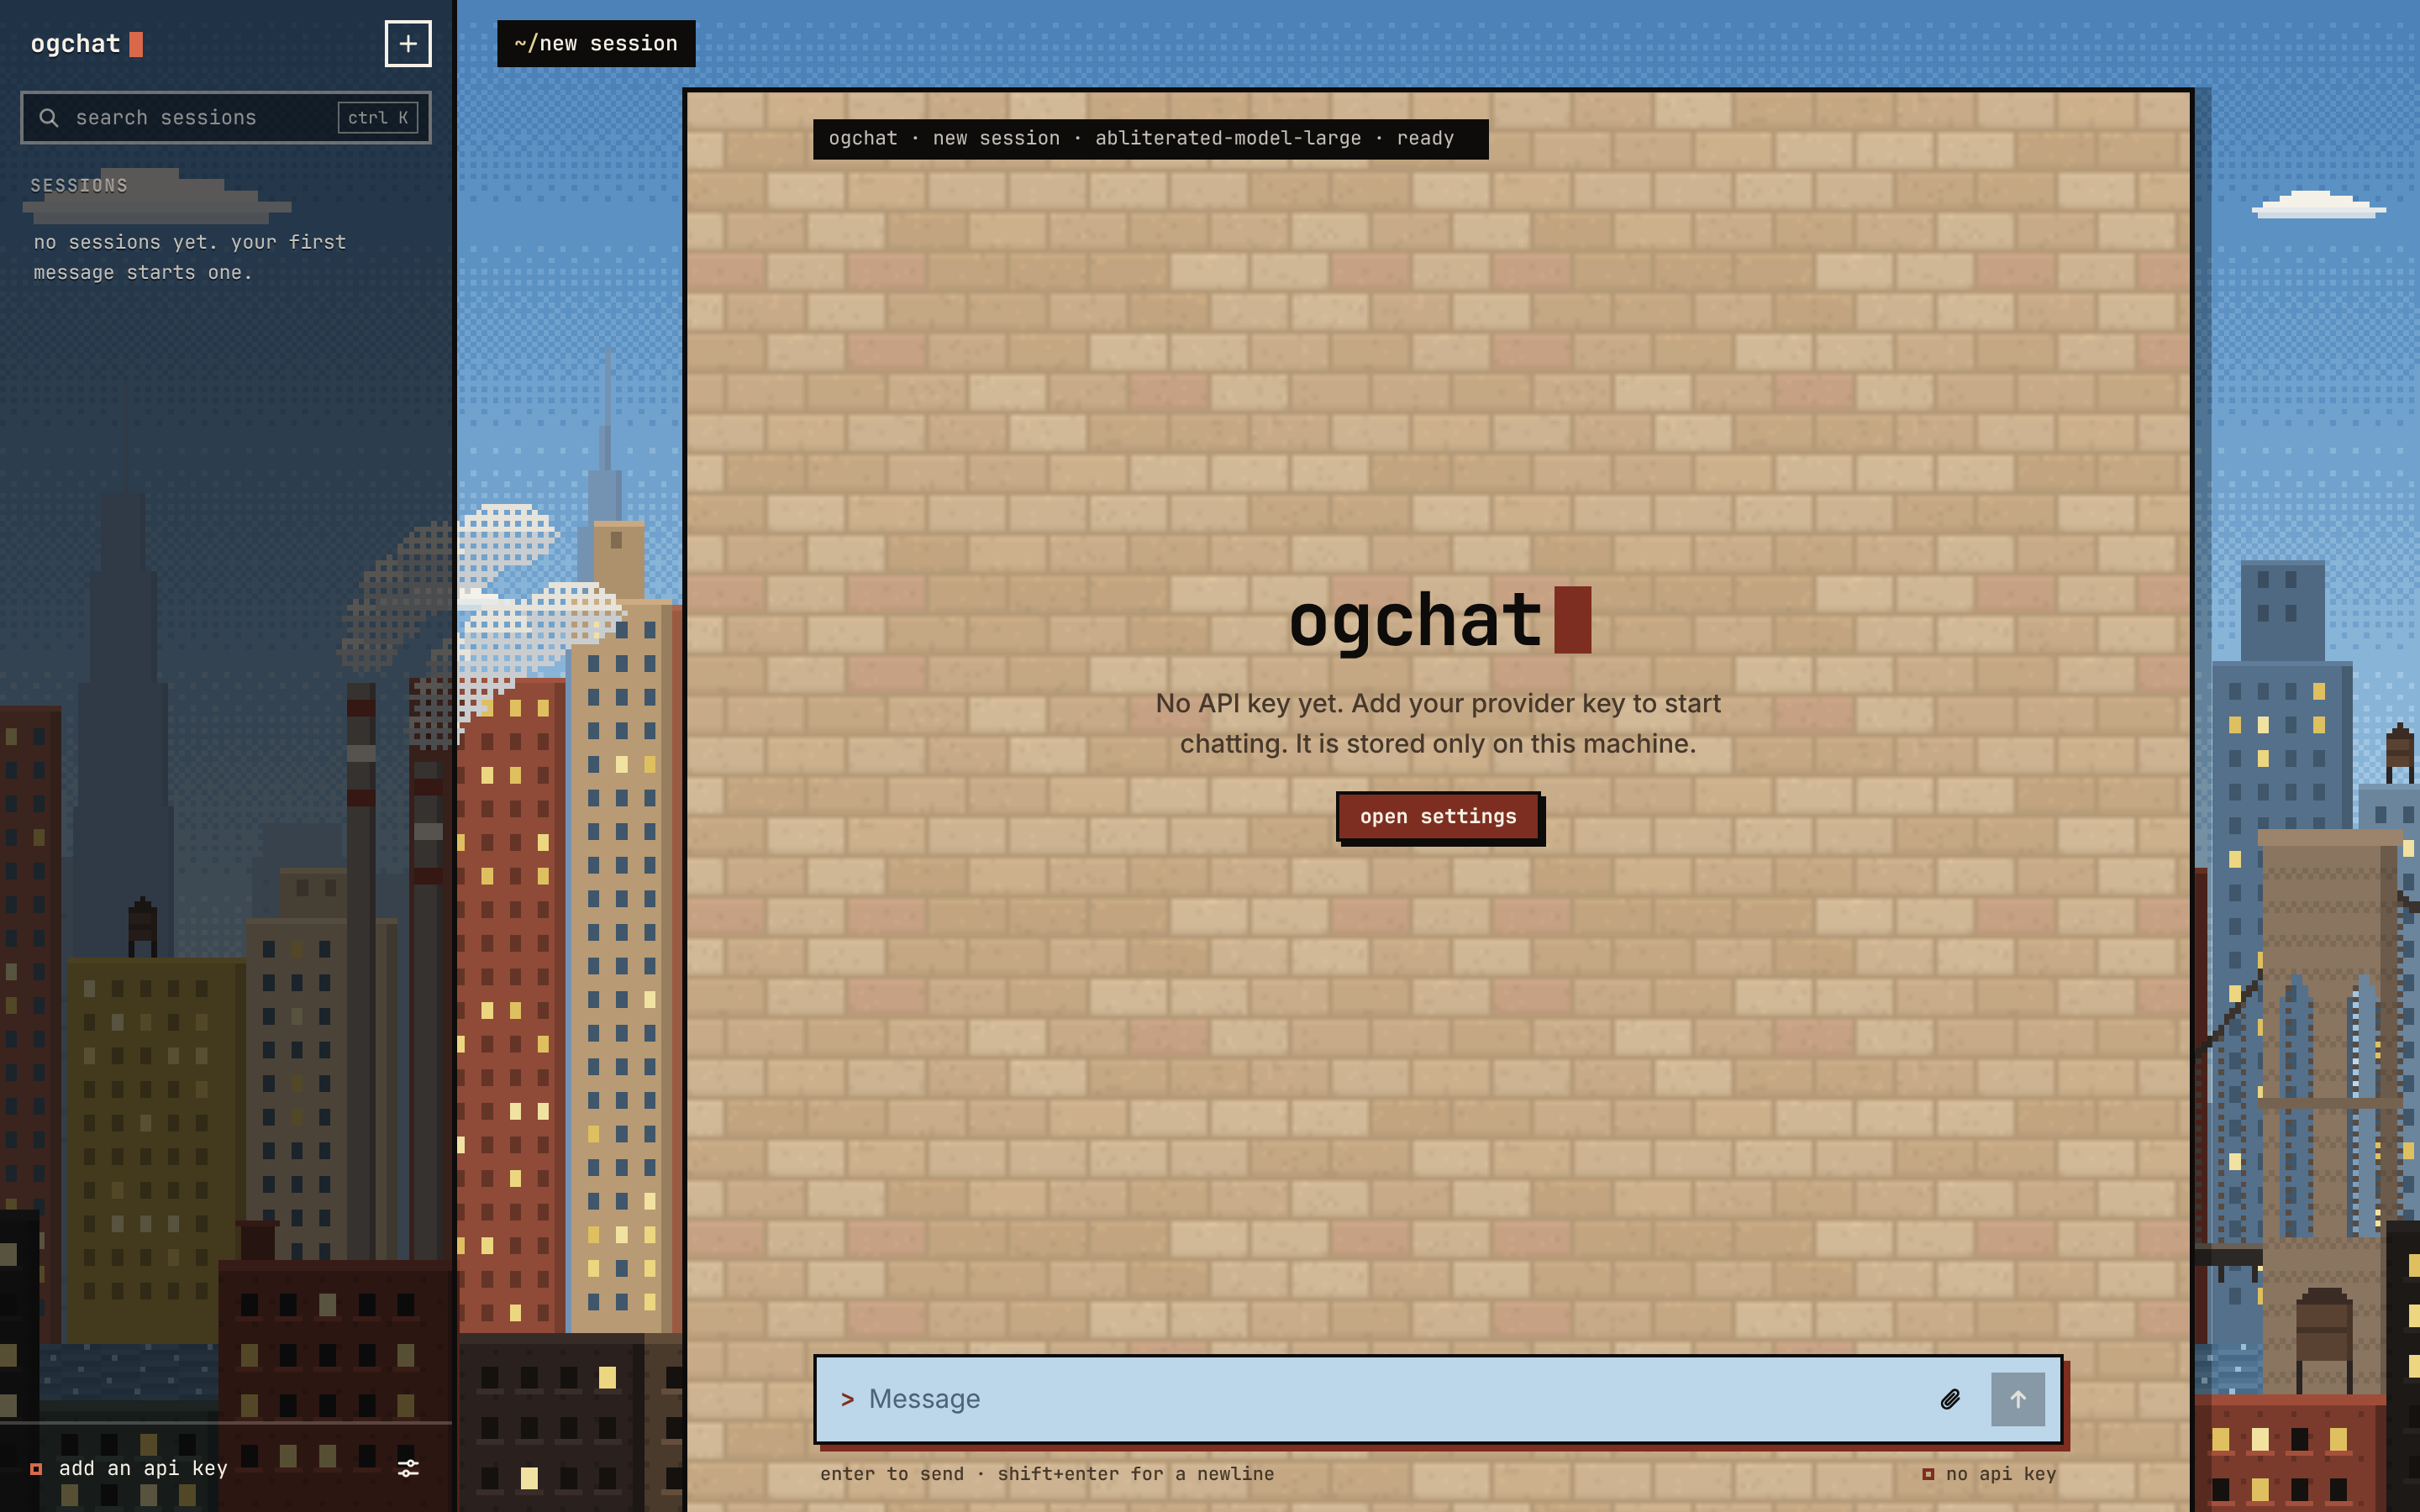 ogchat
~/new session
search sessions
ctrl K
SESSIONS
no sessions yet. your first
message starts one.
ogchat · new session · abliterated-model-large · ready
ogchat
No API key yet. Add your provider key to start
chatting. It is stored only on this machine.
open settings
> Message
enter to send · shift+enter for a newline
no api key
add an api key